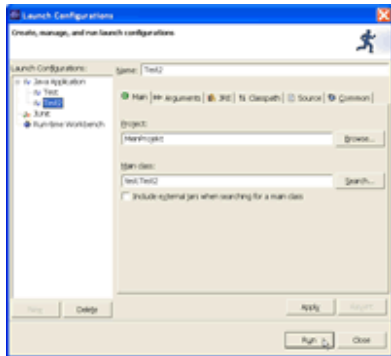 Launch Configurations
Create, manage, and run launch configurations
Launch Configurations:
Java Application
Test
Test2
JUnit
Run-time Workbench
New
Delete
Name: Test2
Main Arguments JRE Classpath Source Common
Project:
MainProjekt
Browse...
Main class:
test.Test2
Search...
Include external jars when searching for a main class
Apply
Revert
Run
Close